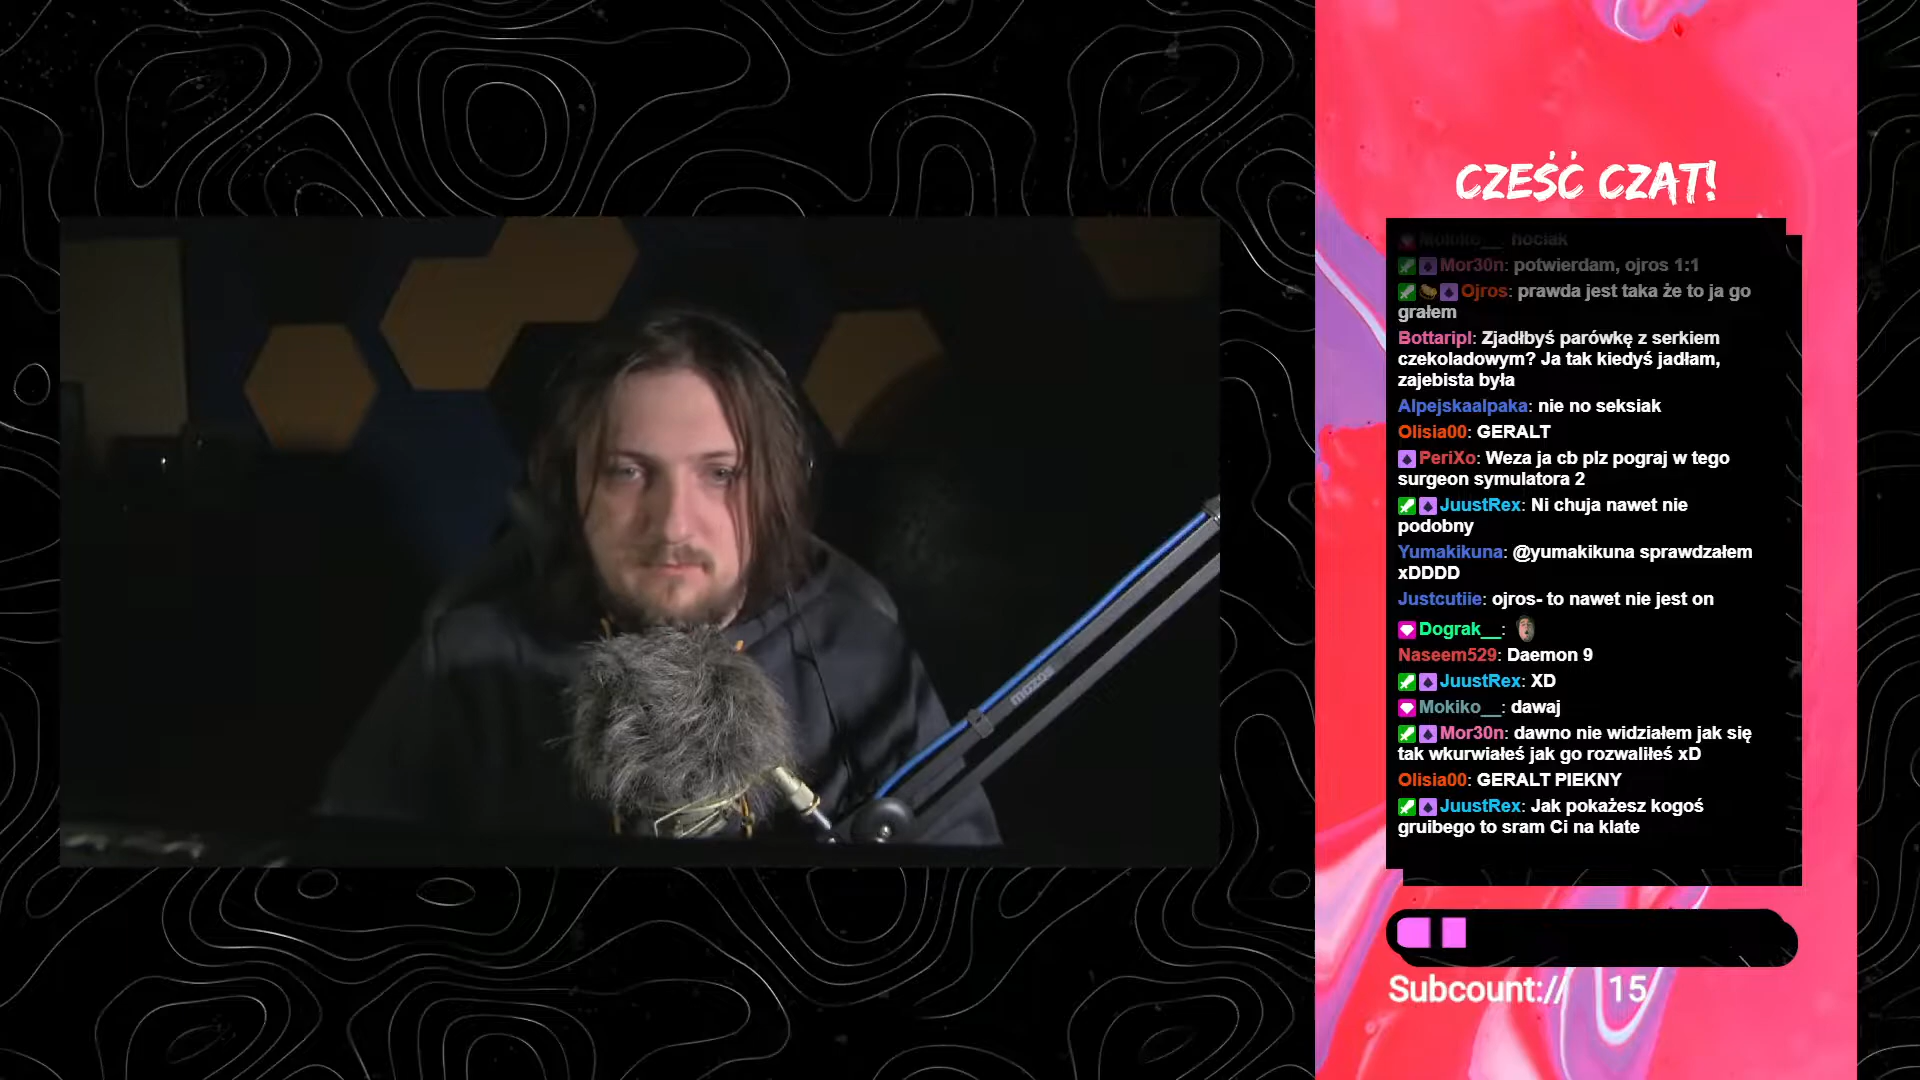 CZEŚĆ CZAT!
Mokiko__: hociak
Mor30n: potwierdam, ojros 1:1
Ojros: prawda jest taka że to ja go
grałem
Bottaripl: Zjadłbyś parówkę z serkiem
czekoladowym? Ja tak kiedyś jadłam,
zajebista była
Alpejskaalpaka: nie no seksiak
Olisia00: GERALT
PeriXo: Weza ja cb plz pograj w tego
surgeon symulatora 2
JuustRex: Ni chuja nawet nie
podobny
Yumakikuna: @yumakikuna sprawdzałem
xDDDD
Justcutiie: ojros- to nawet nie jest on
Dograk__:
Naseem529: Daemon 9
JuustRex: XD
Mokiko__: dawaj
Mor30n: dawno nie widziałem jak się
tak wkurwiałeś jak go rozwaliłeś xD
Olisia00: GERALT PIEKNY
JuustRex: Jak pokażesz kogoś
gruibego to sram Ci na klate
mozos
Subcount:// 15